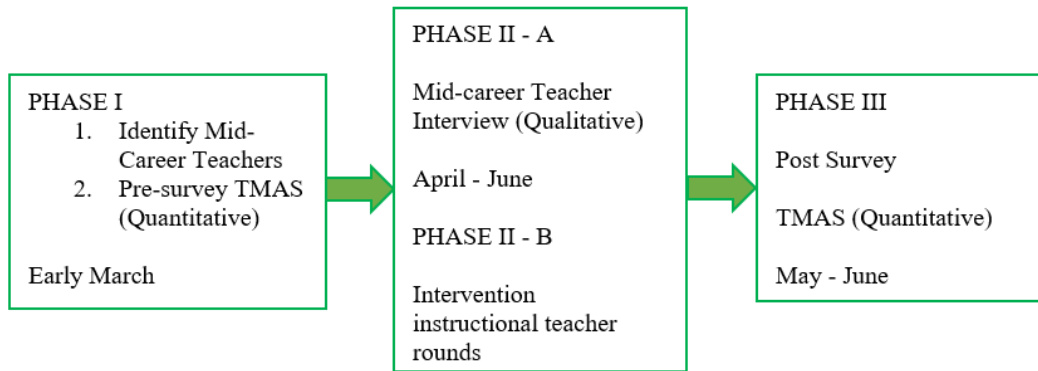 PHASE I
1. Identify Mid-
Career Teachers
2. Pre-survey TMAS
(Quantitative)
Early March
PHASE II - A
Mid-career Teacher
Interview (Qualitative)
April - June
PHASE II - B
Intervention
instructional teacher
rounds
PHASE III
Post Survey
TMAS (Quantitative)
May - June